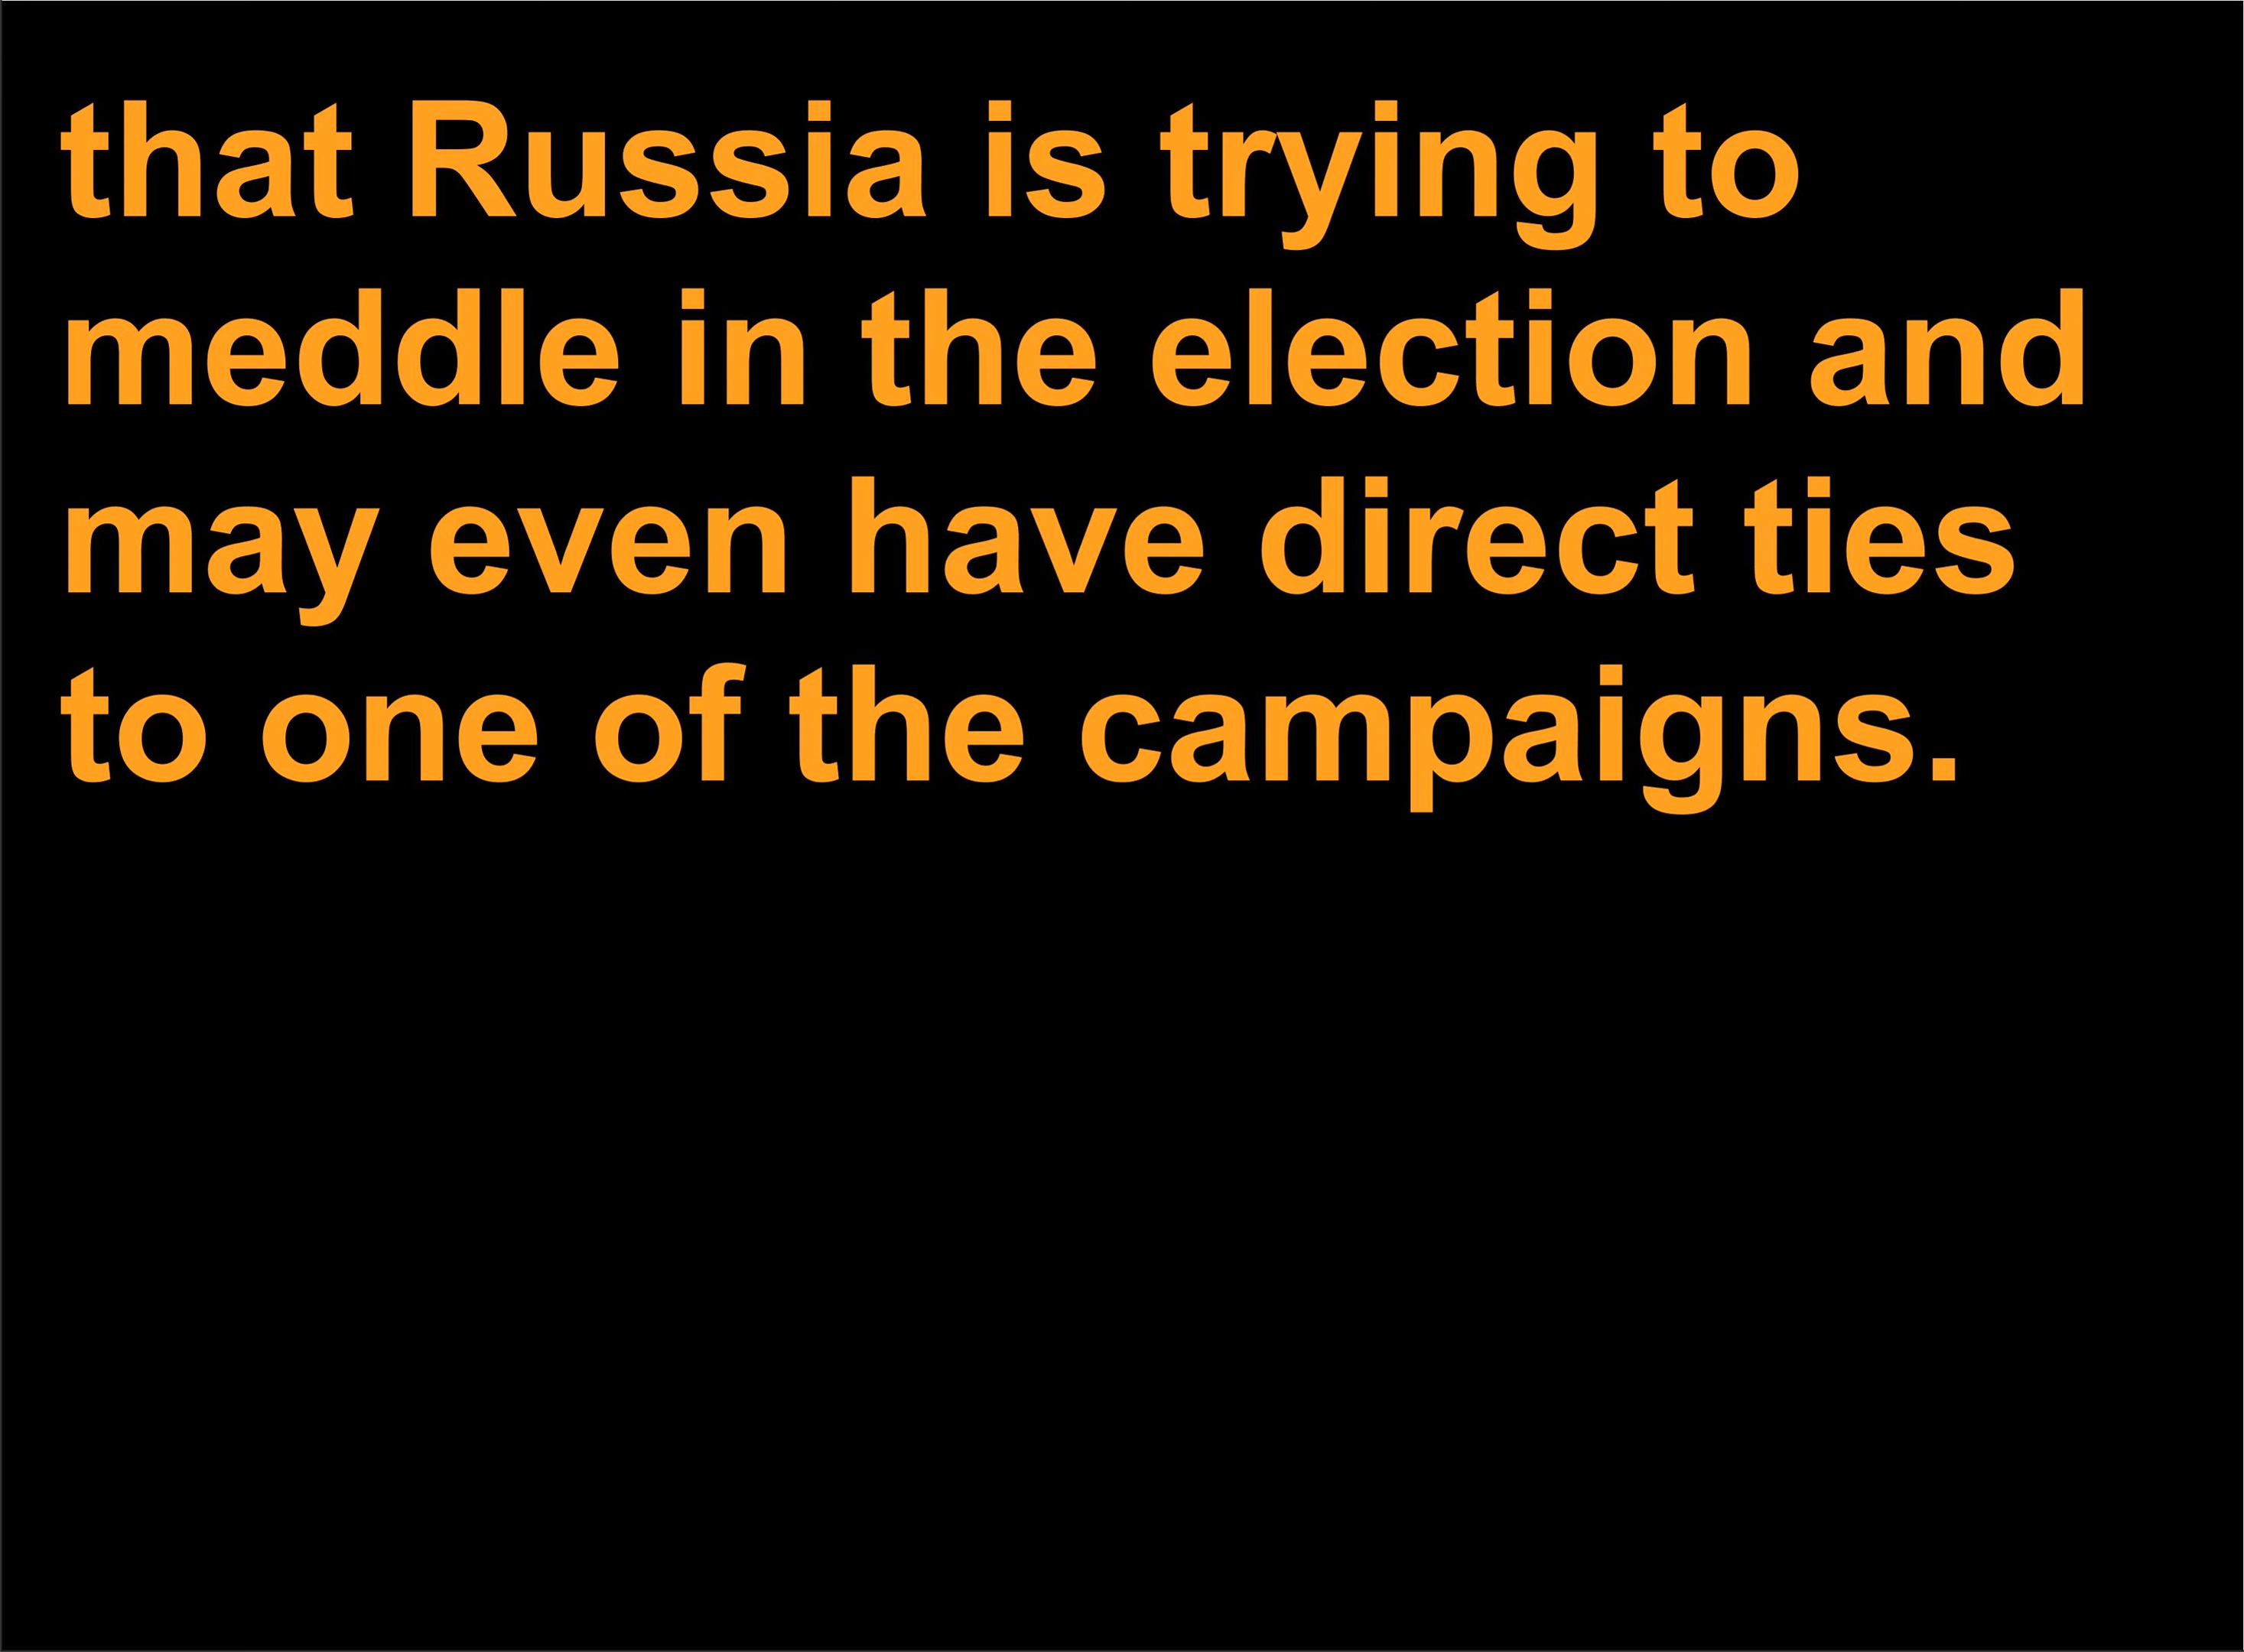 that Russia is trying to
meddle in the election and
may even have direct ties
to one of the campaigns.